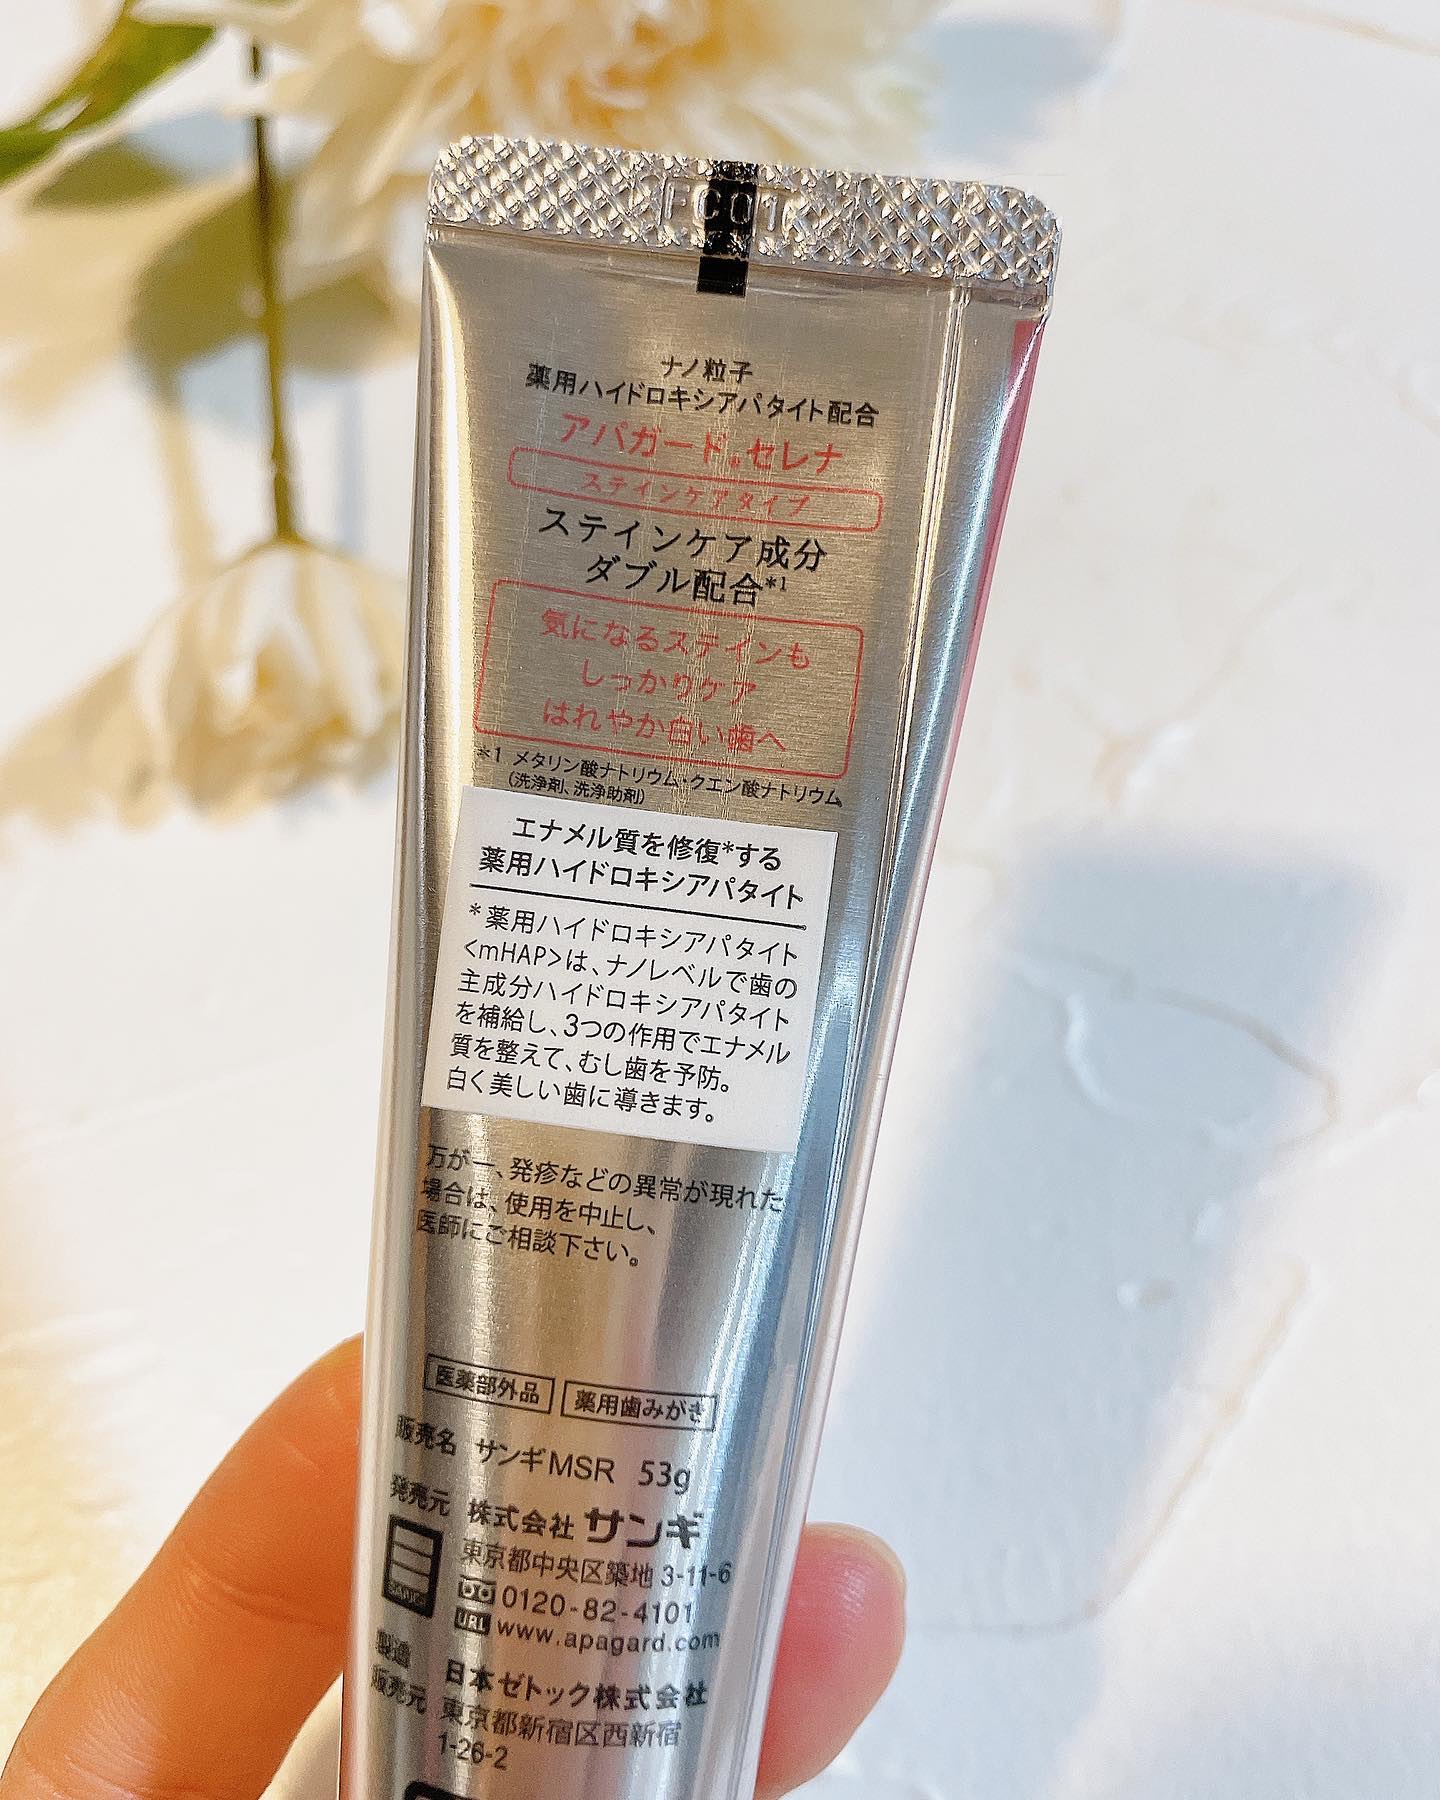 FC01
ナノ粒子
薬用ハイドロキシアパタイト配合
アパガード®セレナ
ステインケアタイプ
ステインケア成分
ダブル配合*1
気になるステインも
しっかりケア
はれやか白い歯へ
*1 メタリン酸ナトリウム・クエン酸ナトリウム
(洗浄剤、洗浄助剤)
エナメル質を修復*する
薬用ハイドロキシアパタイト
*薬用ハイドロキシアパタイト
<mHAP>は、ナノレベルで歯の
主成分ハイドロキシアパタイト
を補給し、3つの作用でエナメル
質を整えて、むし歯を予防。
白く美しい歯に導きます。
万が一、発疹などの異常が現れた
場合は、使用を中止し、
医師にご相談下さい。
医薬部外品 薬用歯みがき
販売名 サンギMSR 53g
発売元 株式会社 サンギ
SANGI
東京都中央区築地 3-11-6
0120-82-4101
URL www.apagard.com
製造
販売元 日本ゼトック株式会社
東京都新宿区西新宿
1-26-2